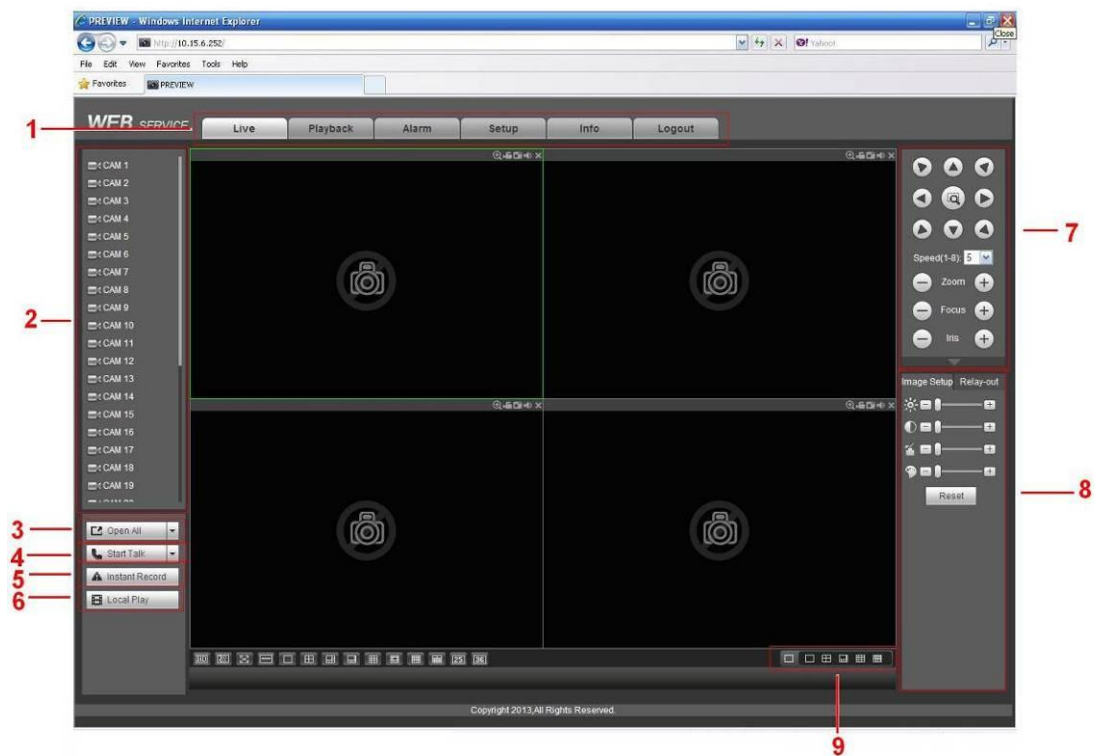 PREVIEW - Windows Internet Explorer
Close
http://10.15.6.252/
Yahoo!
File Edit View Favorites Tools Help
Favorites PREVIEW
WEB SERVICE
1
Live Playback Alarm Setup Info Logout
CAM 1
CAM 2
CAM 3
CAM 4
CAM 5
CAM 6
CAM 7
CAM 8
CAM 9
CAM 10
CAM 11
CAM 12
CAM 13
CAM 14
CAM 15
CAM 16
CAM 17
CAM 18
CAM 19
2
7
Speed(1-8): 5
Zoom
Focus
Iris
Image Setup Relay-out
Reset
8
3 Open All
4 Start Talk
5 Instant Record
6 Local Play
25 36
9
Copyright 2013,All Rights Reserved.